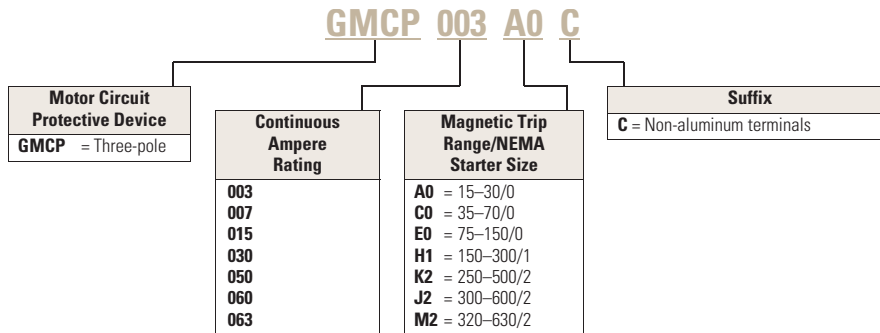 GMCP 003 A0 C
Motor Circuit
Protective Device
GMCP = Three-pole
Continuous
Ampere
Rating
003
007
015
030
050
060
063
Magnetic Trip
Range/NEMA
Starter Size
A0 = 15–30/0
C0 = 35–70/0
E0 = 75–150/0
H1 = 150–300/1
K2 = 250–500/2
J2 = 300–600/2
M2 = 320–630/2
Suffix
C = Non-aluminum terminals